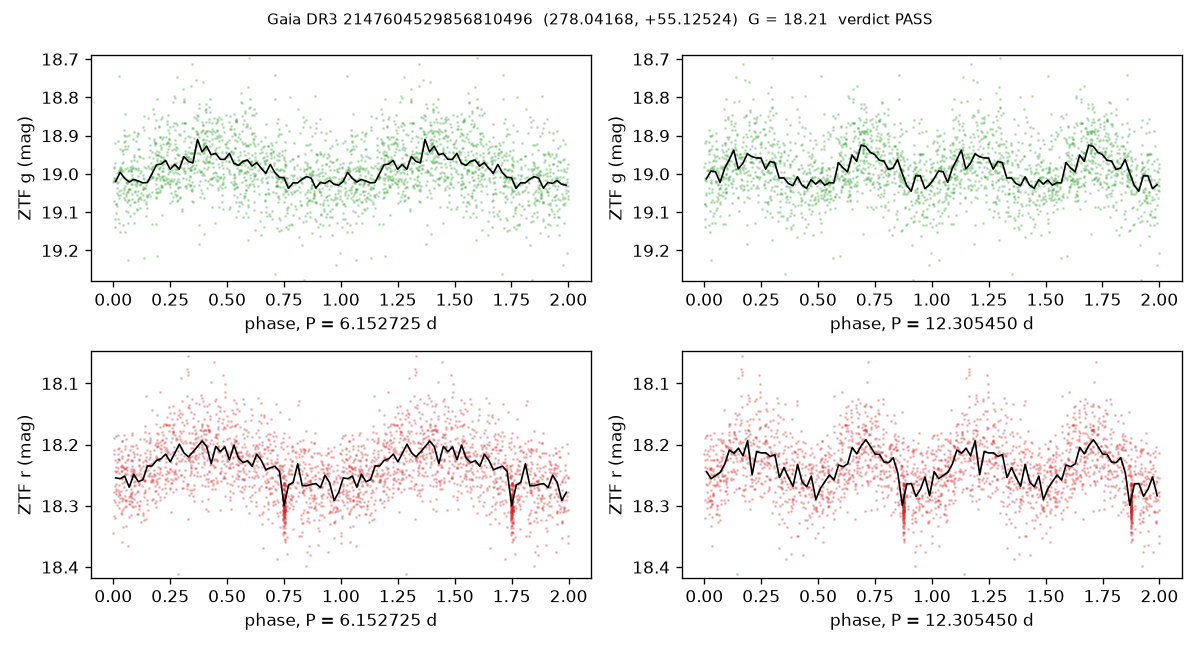 Gaia DR3 2147604529856810496 (278.04168, +55.12524) G = 18.21 verdict PASS
ZTF g (mag)
18.7
18.8
18.9
19.0
19.1
19.2
0.00 0.25 0.50 0.75 1.00 1.25 1.50 1.75 2.00
phase, P = 6.152725 d
ZTF g (mag)
18.7
18.8
18.9
19.0
19.1
19.2
0.00 0.25 0.50 0.75 1.00 1.25 1.50 1.75 2.00
phase, P = 12.305450 d
ZTF r (mag)
18.1
18.2
18.3
18.4
0.00 0.25 0.50 0.75 1.00 1.25 1.50 1.75 2.00
phase, P = 6.152725 d
ZTF r (mag)
18.1
18.2
18.3
18.4
0.00 0.25 0.50 0.75 1.00 1.25 1.50 1.75 2.00
phase, P = 12.305450 d